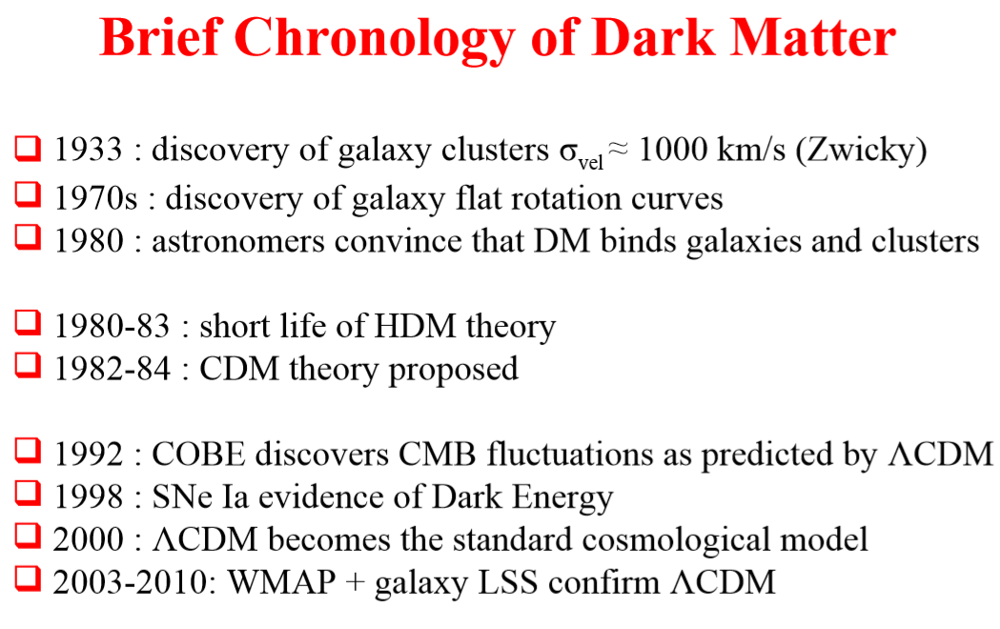 Brief Chronology of Dark Matter
❑ 1933 : discovery of galaxy clusters σvel ≈ 1000 km/s (Zwicky)
❑ 1970s : discovery of galaxy flat rotation curves
❑ 1980 : astronomers convince that DM binds galaxies and clusters
❑ 1980-83 : short life of HDM theory
❑ 1982-84 : CDM theory proposed
❑ 1992 : COBE discovers CMB fluctuations as predicted by ΛCDM
❑ 1998 : SNe Ia evidence of Dark Energy
❑ 2000 : ΛCDM becomes the standard cosmological model
❑ 2003-2010: WMAP + galaxy LSS confirm ΛCDM